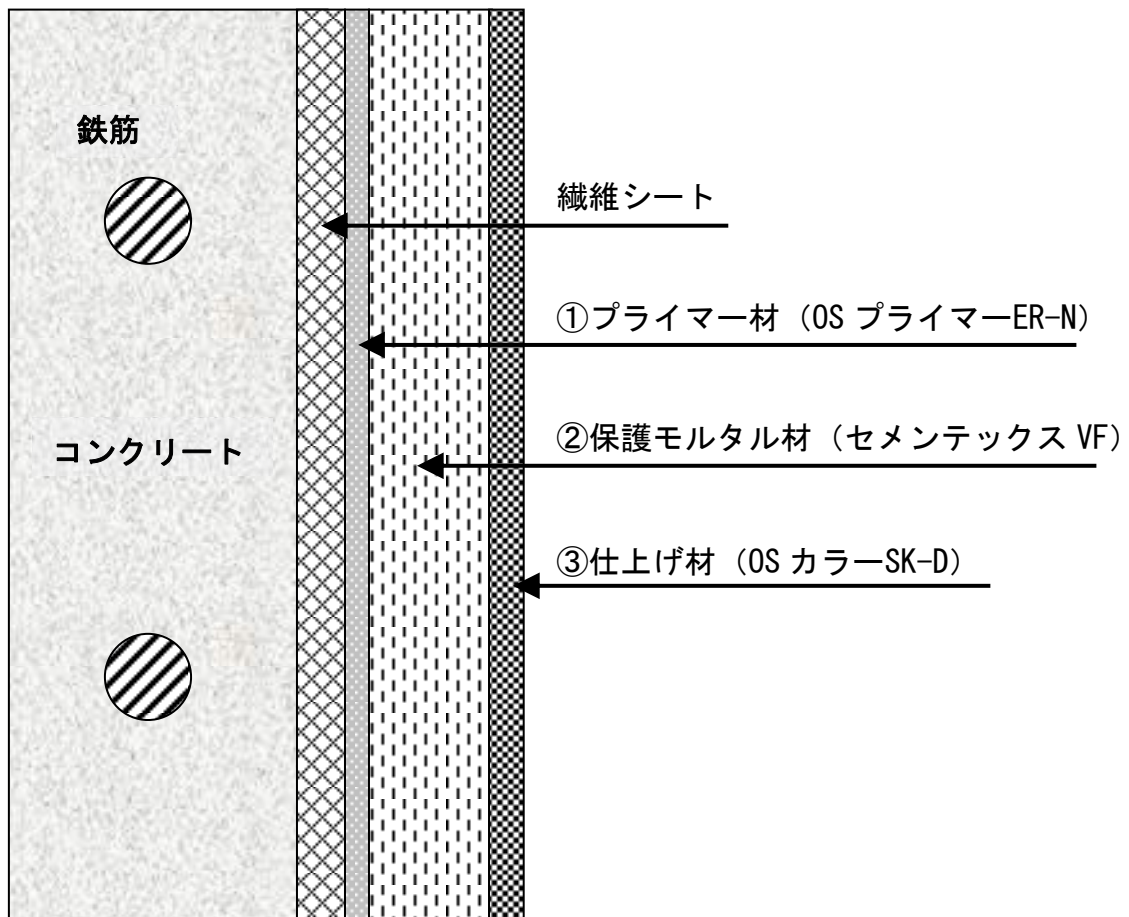 鉄筋
繊維シート
①プライマー材（OS プライマーER-N）
コンクリート
②保護モルタル材（セメンテックス VF）
③仕上げ材（OS カラーSK-D）